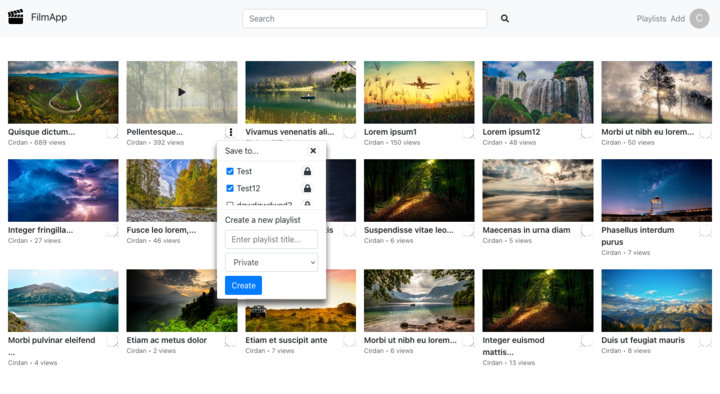 FilmApp
Search
Playlists Add C
Quisque dictum...
Cirdan • 689 views
Pellentesque...
Cirdan • 392 views
Vivamus venenatis ali...
Lorem ipsum1
Cirdan • 150 views
Lorem ipsum12
Cirdan • 48 views
Morbi ut nibh eu lorem...
Cirdan • 50 views
Save to...
Test
Test12
Create a new playlist
Enter playlist title...
Private
Create
Integer fringilla...
Cirdan • 27 views
Fusce leo lorem,...
Cirdan • 46 views
Suspendisse vitae leo...
Cirdan • 6 views
Maecenas in urna diam
Cirdan • 5 views
Phasellus interdum
purus
Cirdan • 7 views
Morbi pulvinar eleifend
...
Cirdan • 4 views
Etiam ac metus dolor
Cirdan • 2 views
Etiam et suscipit ante
Cirdan • 7 views
Morbi ut nibh eu lorem...
Cirdan • 6 views
Integer euismod
mattis...
Cirdan • 13 views
Duis ut feugiat mauris
Cirdan • 8 views